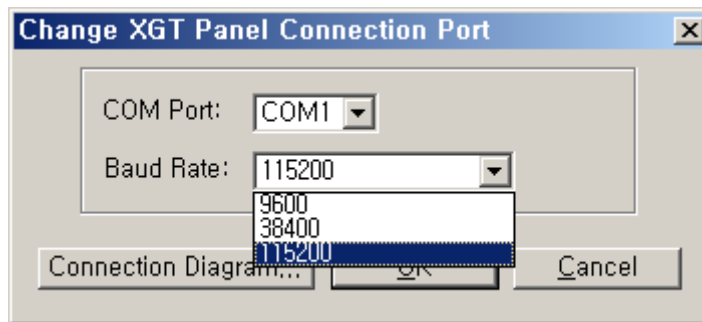 Change XGT Panel Connection Port
COM Port: COM1
Baud Rate: 115200
9600
38400
115200
Connection Diagram... OK Cancel